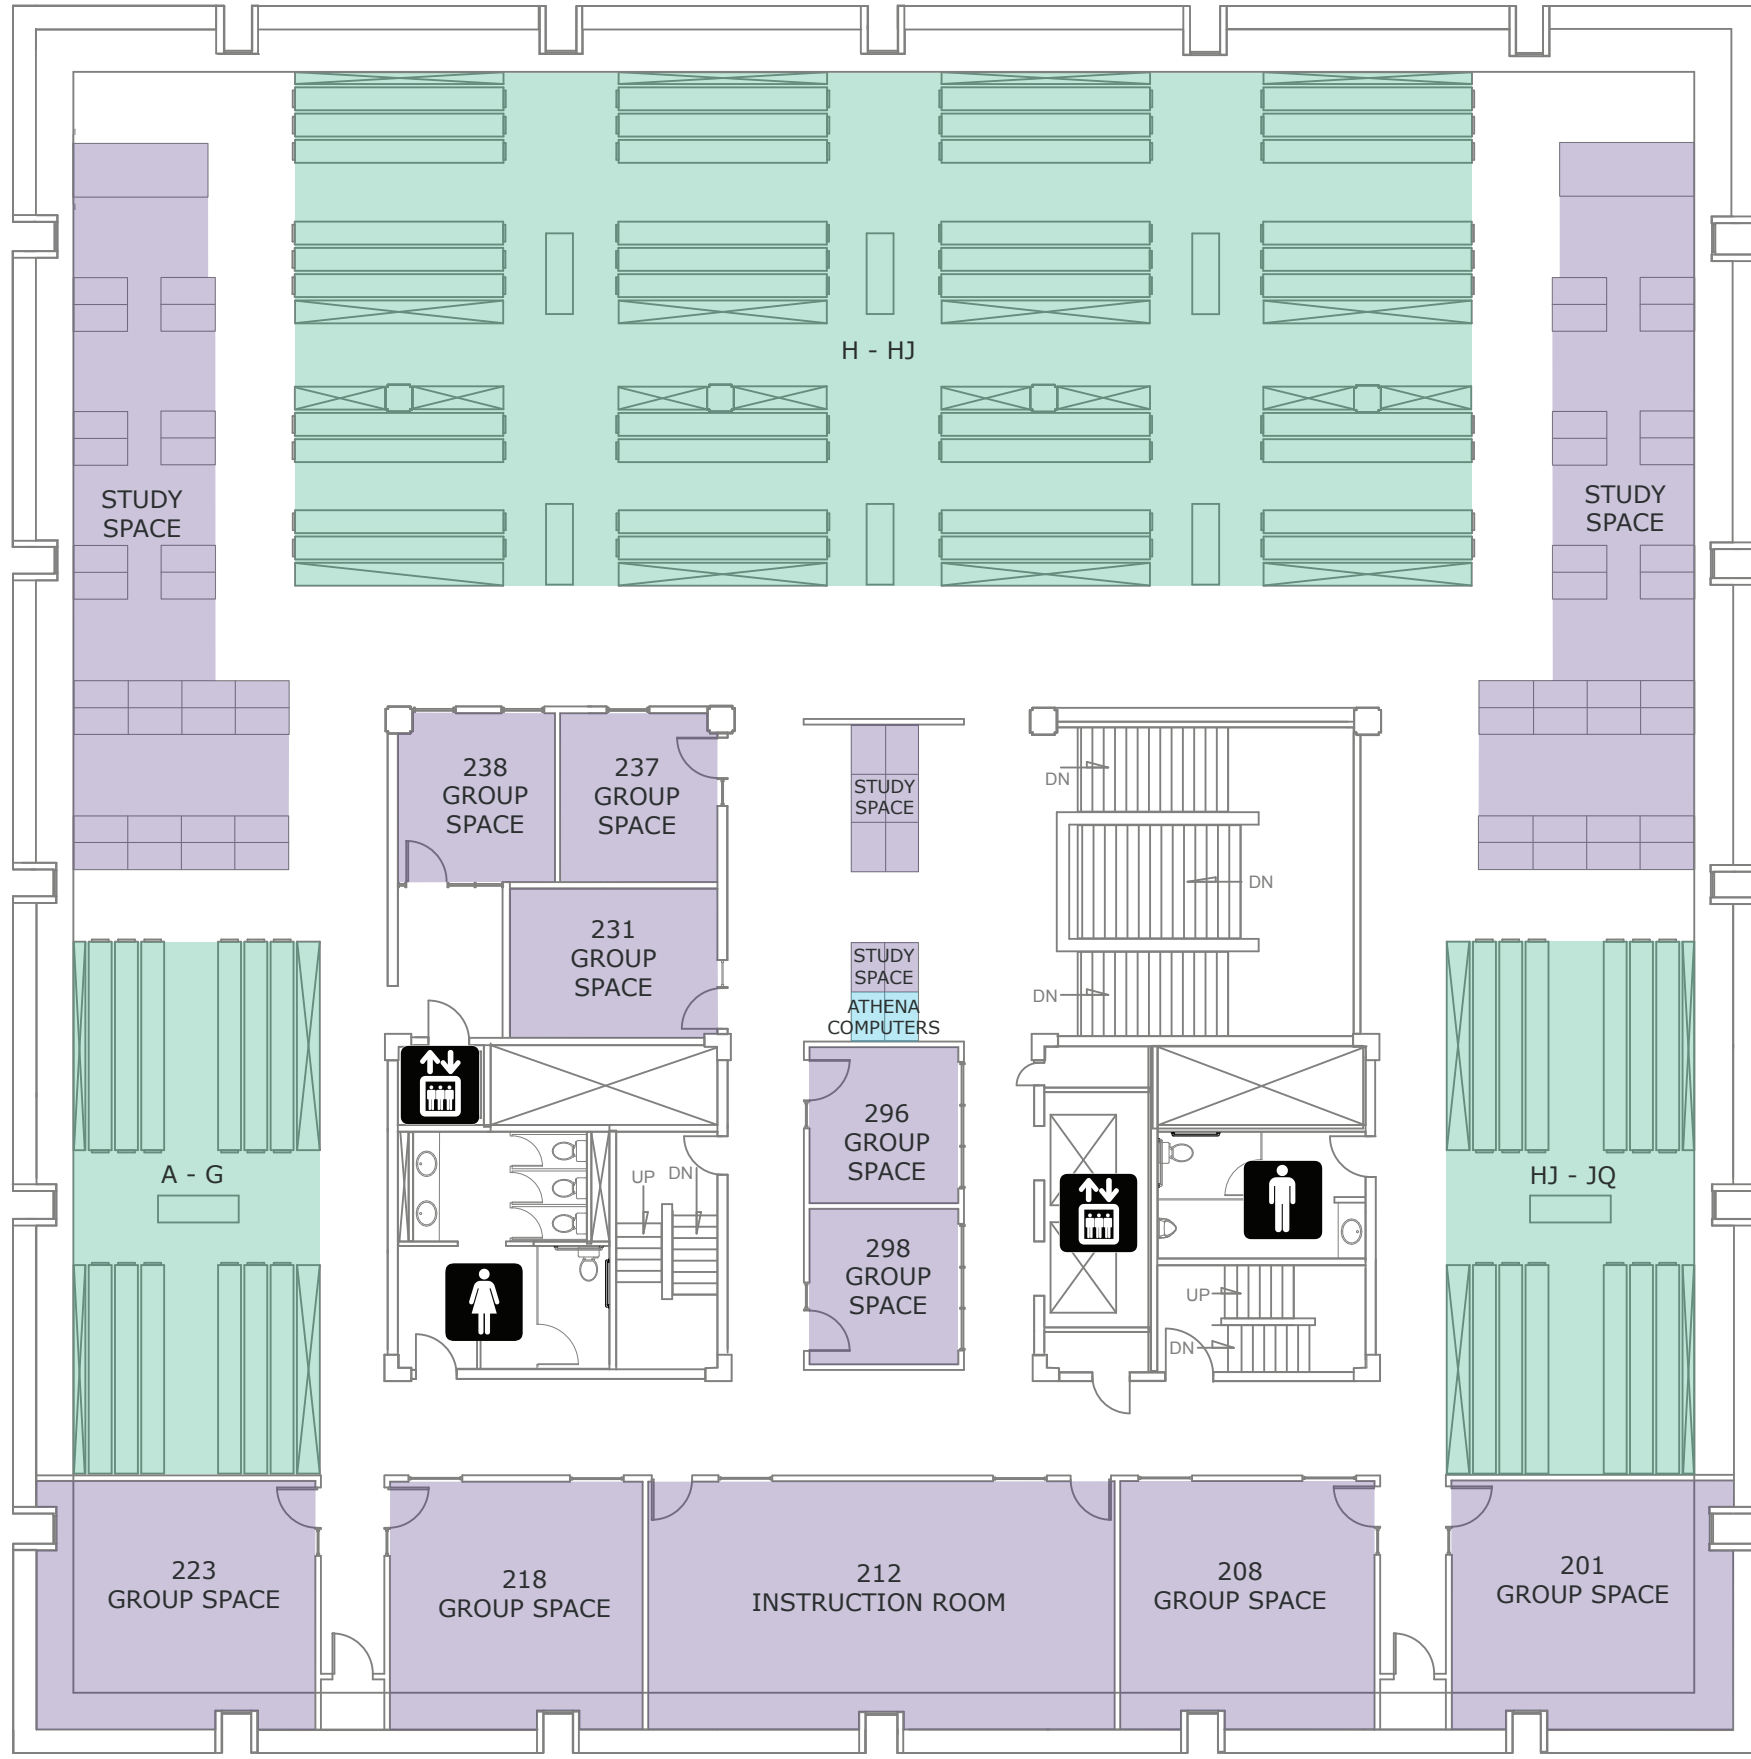 H - HJ
STUDY
SPACE
STUDY
SPACE
238
GROUP
SPACE
237
GROUP
SPACE
STUDY
SPACE
DN
DN
DN
231
GROUP
SPACE
STUDY
SPACE
ATHENA
COMPUTERS
296
GROUP
SPACE
A - G
UP
DN
HJ - JQ
298
GROUP
SPACE
UP
DN
223
GROUP SPACE
218
GROUP SPACE
212
INSTRUCTION ROOM
208
GROUP SPACE
201
GROUP SPACE